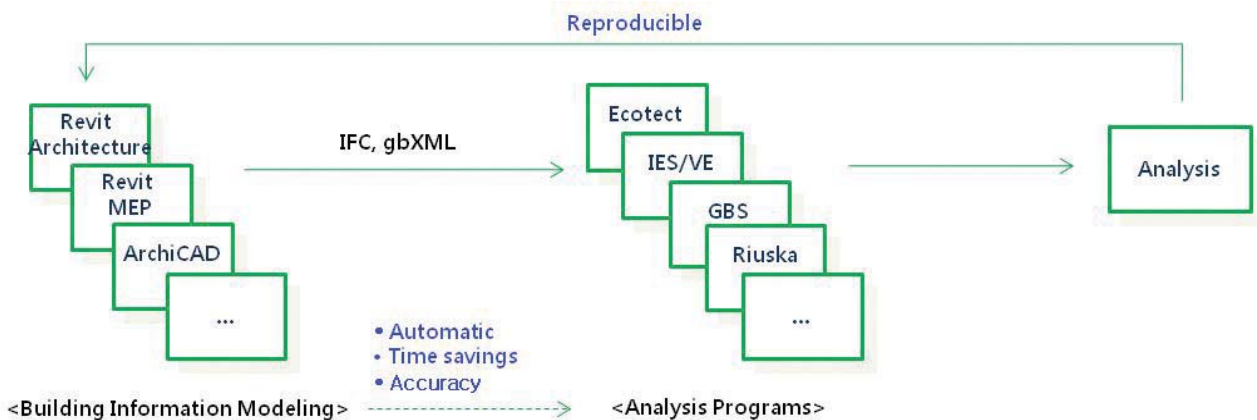 Reproducible
Revit
Architecture
Revit
MEP
ArchiCAD
...
IFC, gbXML
Ecotect
IES/VE
GBS
Riuska
...
Analysis
• Automatic
• Time savings
• Accuracy
<Building Information Modeling>
<Analysis Programs>